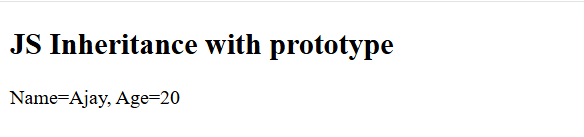 JS Inheritance with prototype
Name=Ajay, Age=20